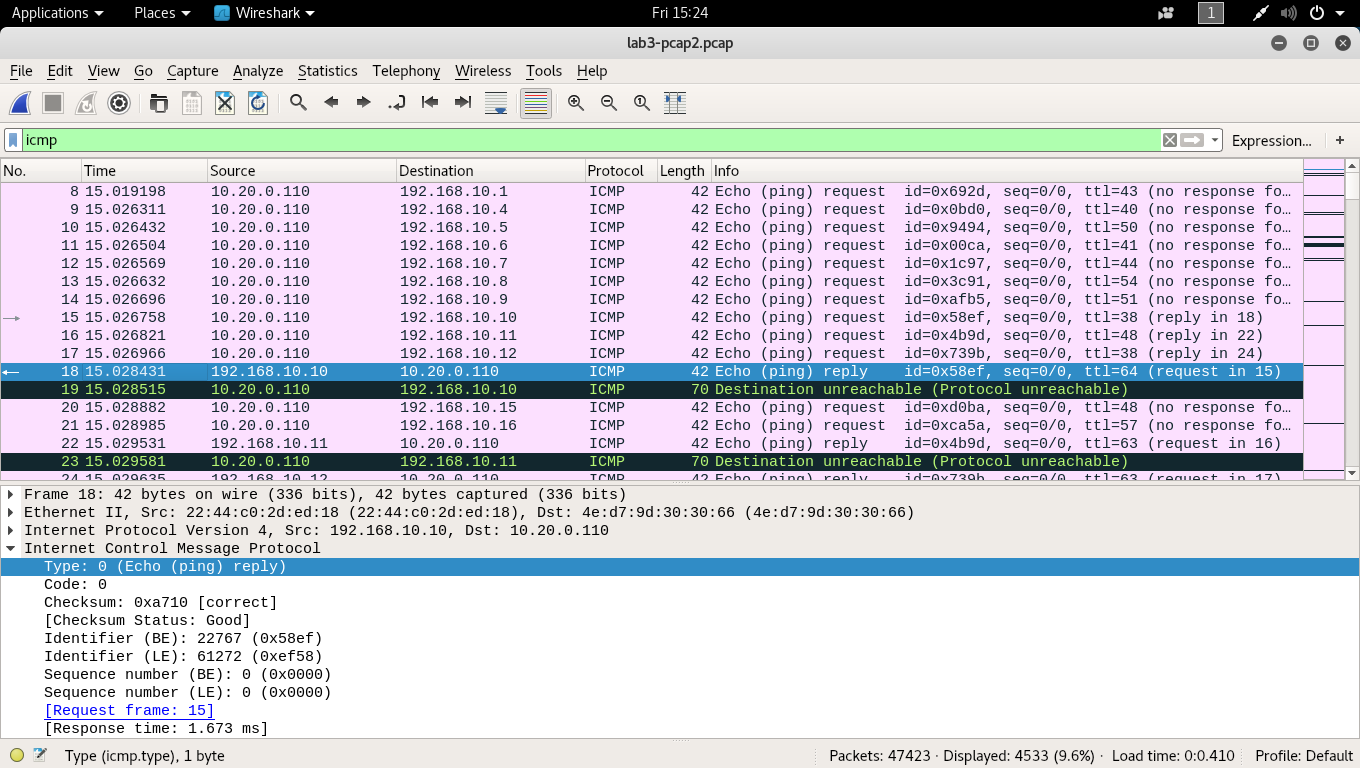 Applications Places Wireshark Fri 15:24 1
lab3-pcap2.pcap
File Edit View Go Capture Analyze Statistics Telephony Wireless Tools Help
icmp Expression... +
No. Time Source Destination Protocol Length Info
8 15.019198 10.20.0.110 192.168.10.1 ICMP 42 Echo (ping) request id=0x692d, seq=0/0, ttl=43 (no response fo…
9 15.026311 10.20.0.110 192.168.10.4 ICMP 42 Echo (ping) request id=0x0bd0, seq=0/0, ttl=40 (no response fo…
10 15.026432 10.20.0.110 192.168.10.5 ICMP 42 Echo (ping) request id=0x9494, seq=0/0, ttl=50 (no response fo…
11 15.026504 10.20.0.110 192.168.10.6 ICMP 42 Echo (ping) request id=0x00ca, seq=0/0, ttl=41 (no response fo…
12 15.026569 10.20.0.110 192.168.10.7 ICMP 42 Echo (ping) request id=0x1c97, seq=0/0, ttl=44 (no response fo…
13 15.026632 10.20.0.110 192.168.10.8 ICMP 42 Echo (ping) request id=0x3c91, seq=0/0, ttl=54 (no response fo…
14 15.026696 10.20.0.110 192.168.10.9 ICMP 42 Echo (ping) request id=0xafb5, seq=0/0, ttl=51 (no response fo…
15 15.026758 10.20.0.110 192.168.10.10 ICMP 42 Echo (ping) request id=0x58ef, seq=0/0, ttl=38 (reply in 18)
16 15.026821 10.20.0.110 192.168.10.11 ICMP 42 Echo (ping) request id=0x4b9d, seq=0/0, ttl=48 (reply in 22)
17 15.026966 10.20.0.110 192.168.10.12 ICMP 42 Echo (ping) request id=0x739b, seq=0/0, ttl=38 (reply in 24)
18 15.028431 192.168.10.10 10.20.0.110 ICMP 42 Echo (ping) reply id=0x58ef, seq=0/0, ttl=64 (request in 15)
19 15.028515 10.20.0.110 192.168.10.10 ICMP 70 Destination unreachable (Protocol unreachable)
20 15.028882 10.20.0.110 192.168.10.15 ICMP 42 Echo (ping) request id=0xd0ba, seq=0/0, ttl=48 (no response fo…
21 15.028985 10.20.0.110 192.168.10.16 ICMP 42 Echo (ping) request id=0xca5a, seq=0/0, ttl=57 (no response fo…
22 15.029531 192.168.10.11 10.20.0.110 ICMP 42 Echo (ping) reply id=0x4b9d, seq=0/0, ttl=63 (request in 16)
23 15.029581 10.20.0.110 192.168.10.11 ICMP 70 Destination unreachable (Protocol unreachable)
24 15.029635 192.168.10.12 10.20.0.110 ICMP 42 Echo (ping) reply id=0x739b, seq=0/0, ttl=63 (request in 17)
Frame 18: 42 bytes on wire (336 bits), 42 bytes captured (336 bits)
Ethernet II, Src: 22:44:c0:2d:ed:18 (22:44:c0:2d:ed:18), Dst: 4e:d7:9d:30:30:66 (4e:d7:9d:30:30:66)
Internet Protocol Version 4, Src: 192.168.10.10, Dst: 10.20.0.110
Internet Control Message Protocol
Type: 0 (Echo (ping) reply)
Code: 0
Checksum: 0xa710 [correct]
[Checksum Status: Good]
Identifier (BE): 22767 (0x58ef)
Identifier (LE): 61272 (0xef58)
Sequence number (BE): 0 (0x0000)
Sequence number (LE): 0 (0x0000)
[Request frame: 15]
[Response time: 1.673 ms]
Type (icmp.type), 1 byte Packets: 47423 · Displayed: 4533 (9.6%) · Load time: 0:0.410 Profile: Default